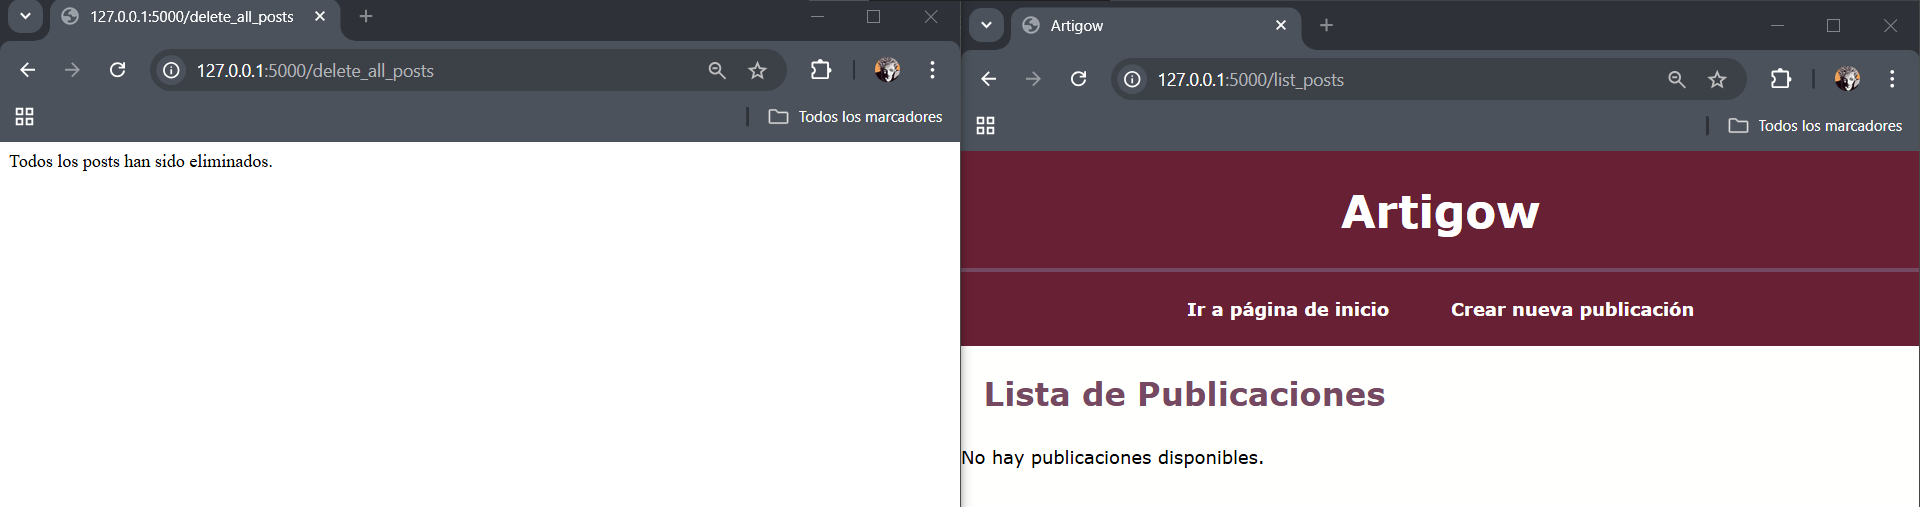 127.0.0.1:5000/delete_all_posts
127.0.0.1:5000/delete_all_posts
Todos los marcadores
Todos los posts han sido eliminados.
Artigow
127.0.0.1:5000/list_posts
Todos los marcadores
Artigow
Ir a página de inicio Crear nueva publicación
Lista de Publicaciones
No hay publicaciones disponibles.